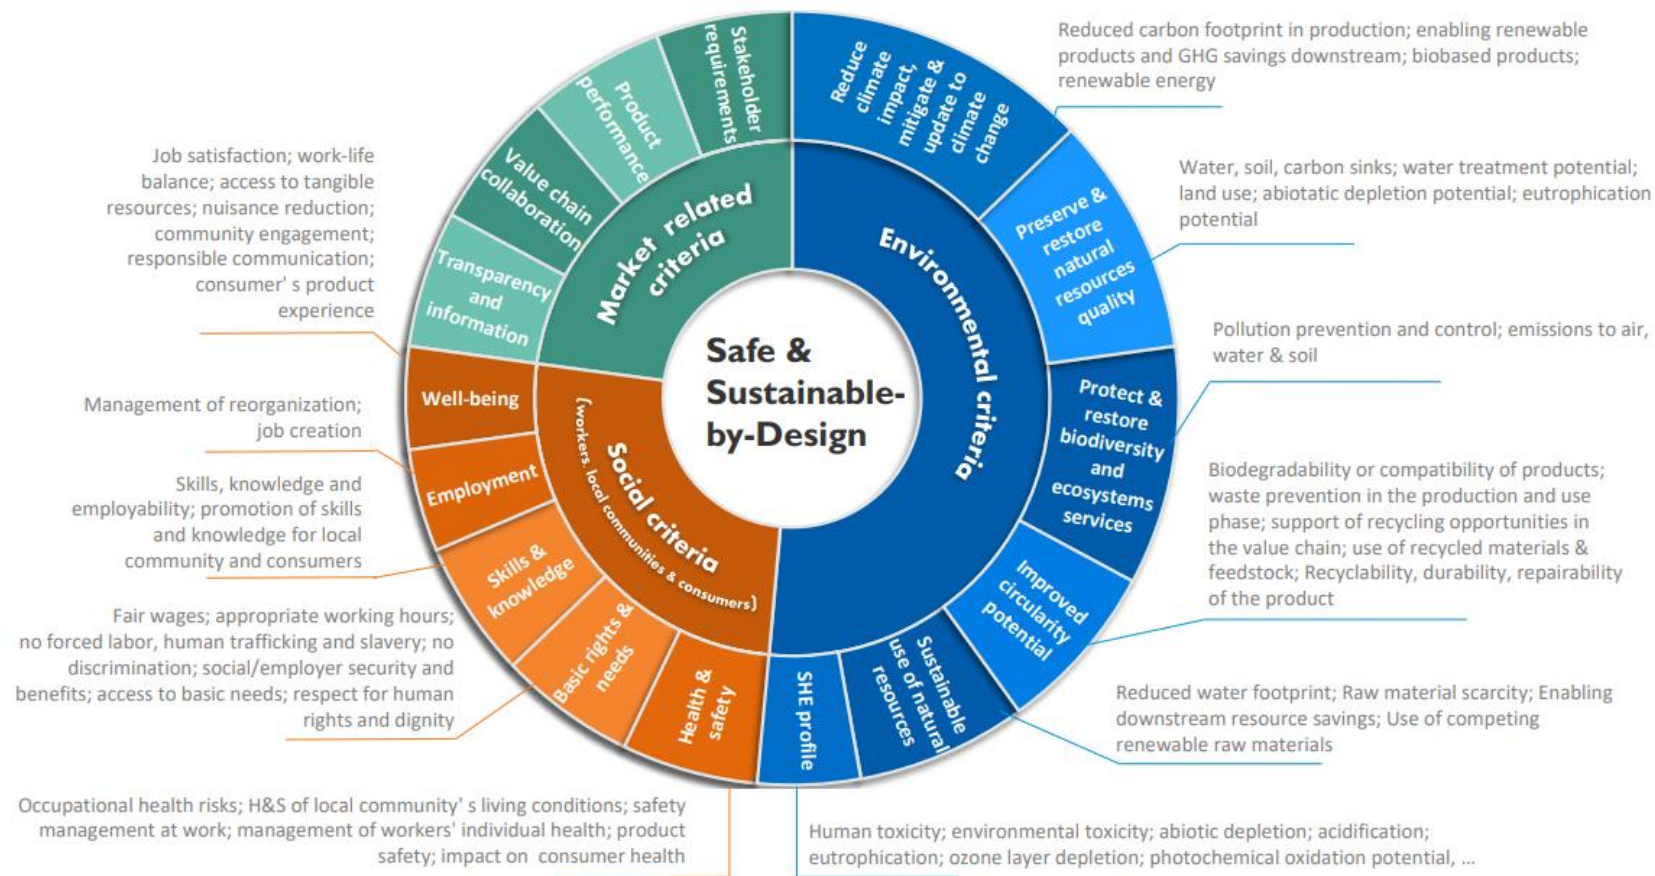 Stakeholder
requirements
Product
performance
Value chain
collaboration
Transparency
and
information
Market related
criteria
Reduce
climate
impact,
mitigate &
update to
climate
change
Reduced carbon footprint in production; enabling renewable
products and GHG savings downstream; biobased products;
renewable energy
Preserve &
restore
natural
resources
quality
Water, soil, carbon sinks; water treatment potential;
land use; abiotatic depletion potential; eutrophication
potential
Environmental criteria
Protect &
restore
biodiversity
and
ecosystems
services
Pollution prevention and control; emissions to air,
water & soil
Improved
circularity
potential
Biodegradability or compatibility of products;
waste prevention in the production and use
phase; support of recycling opportunities in
the value chain; use of recycled materials &
feedstock; Recyclability, durability, repairability
of the product
Sustainable
use of natural
resources
Reduced water footprint; Raw material scarcity; Enabling
downstream resource savings; Use of competing
renewable raw materials
SHE profile
Human toxicity; environmental toxicity; abiotic depletion; acidification;
eutrophication; ozone layer depletion; photochemical oxidation potential, ...
Safe &
Sustainable-
by-Design
Social criteria
(workers, local communities & consumers)
Job satisfaction; work-life
balance; access to tangible
resources; nuisance reduction;
community engagement;
responsible communication;
consumer' s product
experience
Well-being
Management of reorganization;
job creation
Employment
Skills, knowledge and
employability; promotion of skills
and knowledge for local
community and consumers
Skills &
knowledge
Fair wages; appropriate working hours;
no forced labor, human trafficking and slavery; no
discrimination; social/employer security and
benefits; access to basic needs; respect for human
rights and dignity
Basic rights &
needs
Health &
safety
Occupational health risks; H&S of local community' s living conditions; safety
management at work; management of workers' individual health; product
safety; impact on consumer health